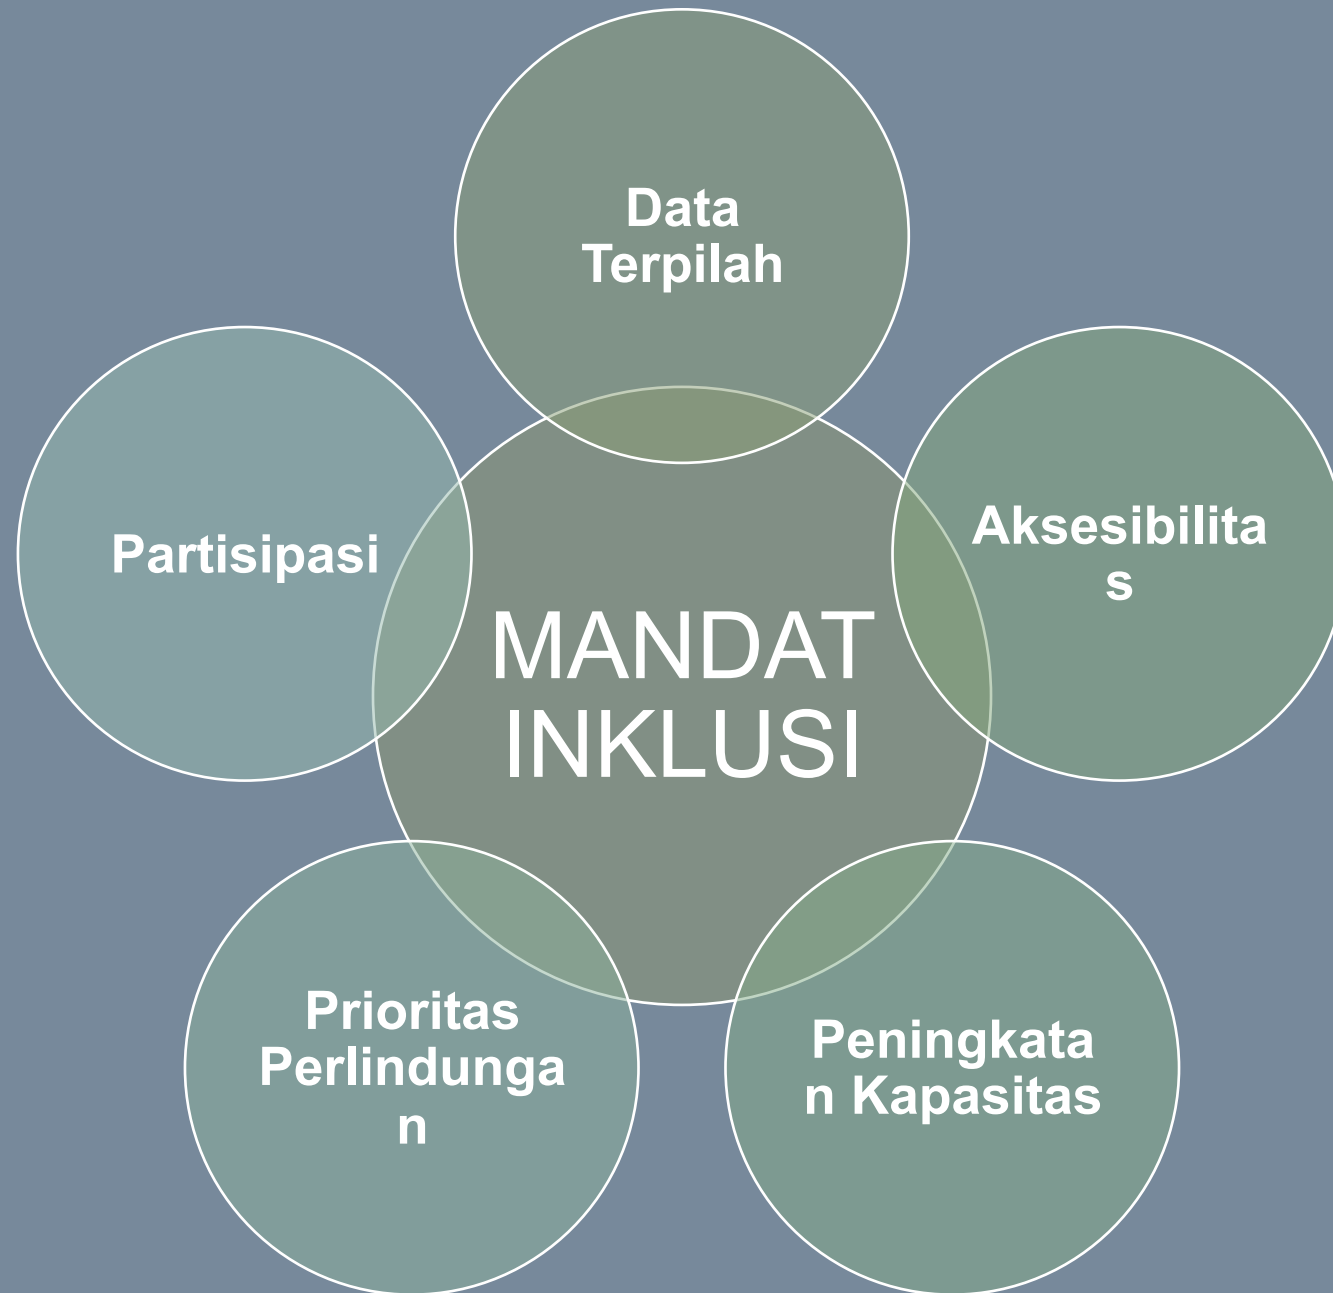 Data
Terpilah
Aksesibilita
s
Peningkata
n Kapasitas
Prioritas
Perlindunga
n
Partisipasi
MANDAT
INKLUSI